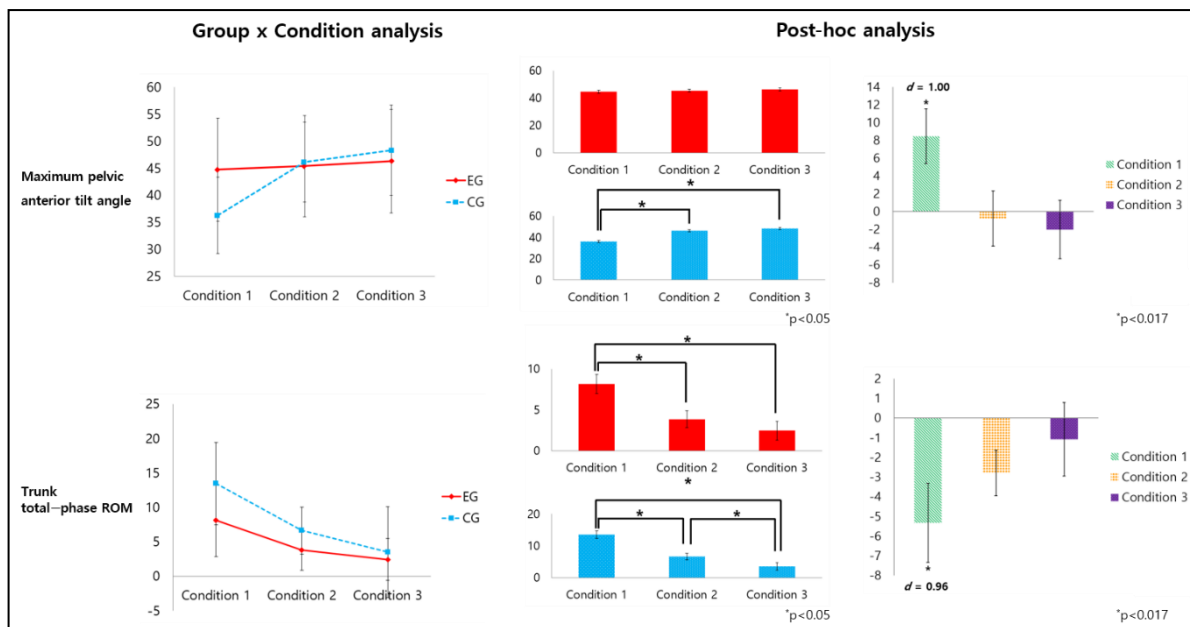 Group x Condition analysis
Post-hoc analysis
Maximum pelvic
anterior tilt angle
60
55
50
45
40
35
30
25
Condition 1 Condition 2 Condition 3
EG
CG
60
40
20
0
Condition 1 Condition 2 Condition 3
60
40
20
0
* *
Condition 1 Condition 2 Condition 3
*p<0.05
14
12
10
8
6
4
2
0
-2
-4
-6
-8
d = 1.00
*
Condition 1
Condition 2
Condition 3
*p<0.017
Trunk
total-phase ROM
25
20
15
10
5
0
-5
Condition 1 Condition 2 Condition 3
EG
CG
10
5
0
* *
Condition 1 Condition 2 Condition 3
20
10
0
* * *
Condition 1 Condition 2 Condition 3
*p<0.05
2
1
0
-1
-2
-3
-4
-5
-6
-7
-8
*
d = 0.96
Condition 1
Condition 2
Condition 3
*p<0.017